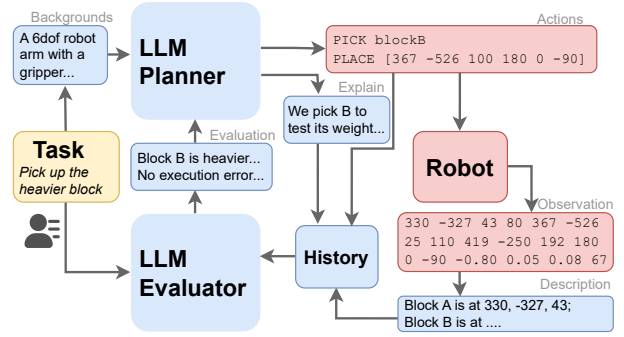 Backgrounds
A 6dof robot
arm with a
gripper...
LLM
Planner
Actions
PICK blockB
PLACE [367 -526 100 180 0 -90]
Explain
We pick B to
test its weight...
Evaluation
Block B is heavier...
No execution error...
Task
Pick up the
heavier block
Robot
LLM
Evaluator
History
Observation
330 -327 43 80 367 -526
25 110 419 -250 192 180
0 -90 -0.80 0.05 0.08 67
Description
Block A is at 330, -327, 43;
Block B is at ....